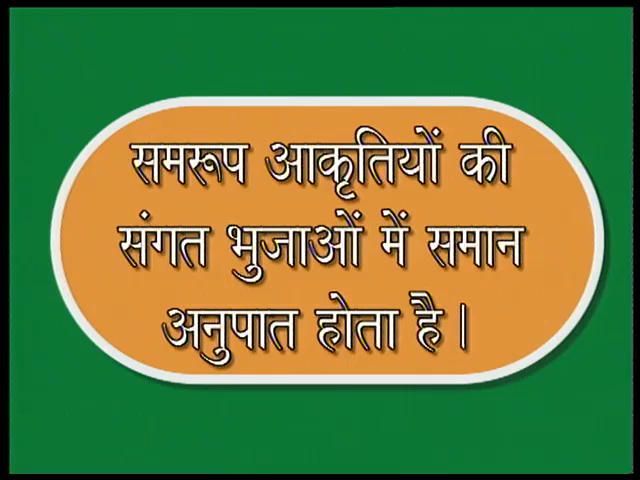 समरूप आकृतियों की
संगत भुजाओं में समान
अनुपात होता है।